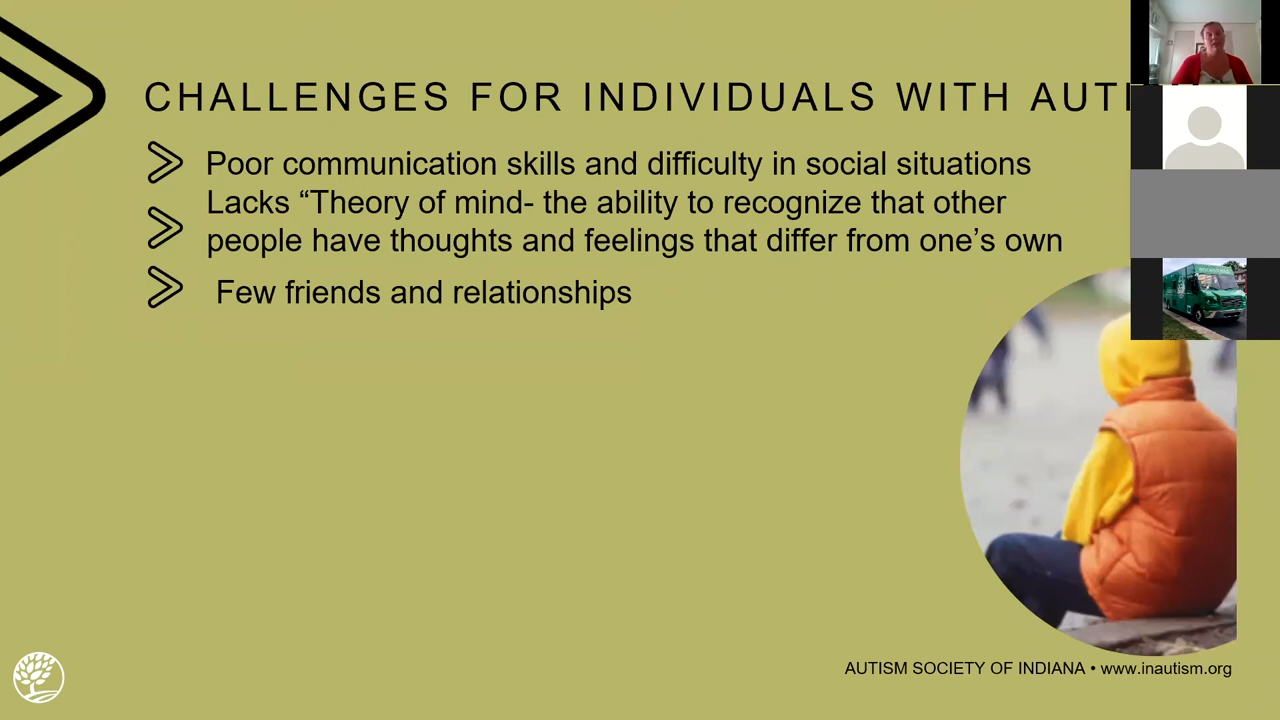 CHALLENGES FOR INDIVIDUALS WITH AUTI
Poor communication skills and difficulty in social situations
Lacks “Theory of mind- the ability to recognize that other
people have thoughts and feelings that differ from one’s own
Few friends and relationships
AUTISM SOCIETY OF INDIANA • www.inautism.org